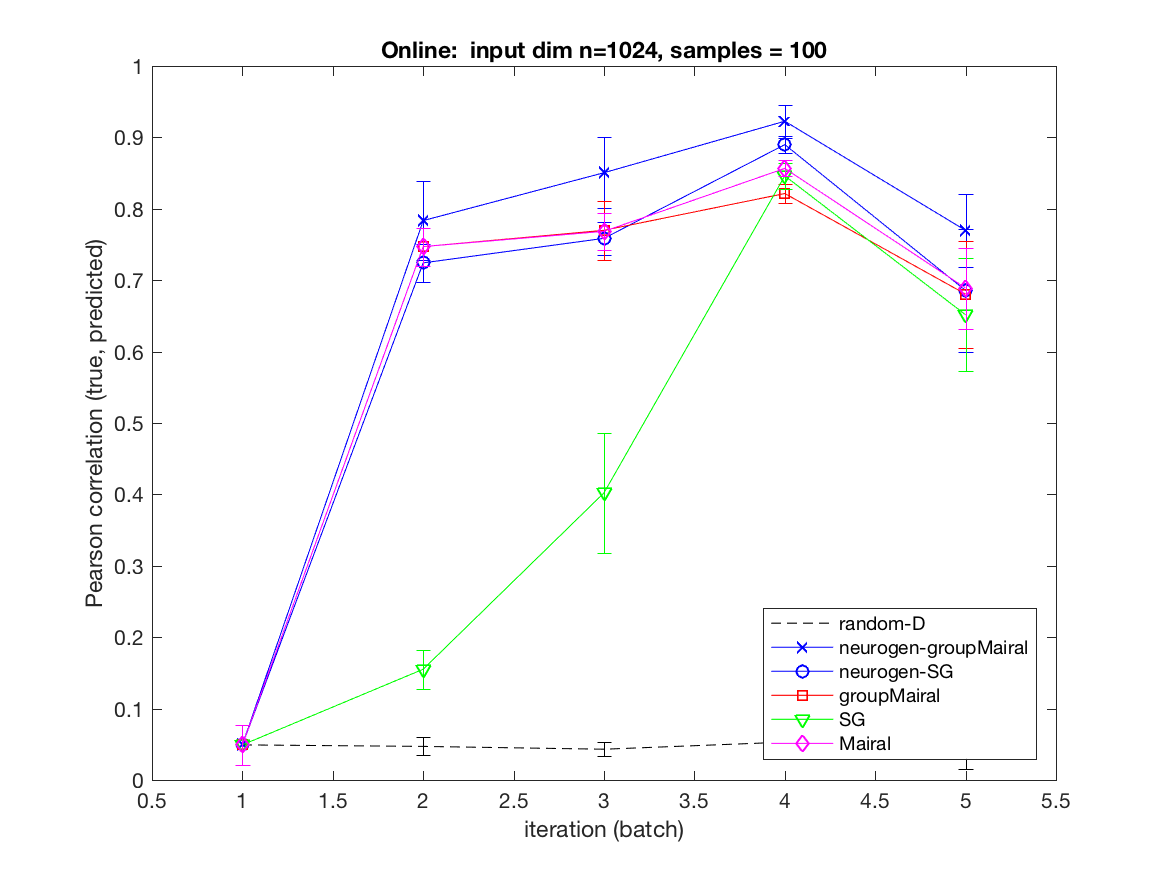 Online:  input dim n=1024, samples = 100
Pearson correlation (true, predicted)
1
0.9
0.8
0.7
0.6
0.5
0.4
0.3
0.2
0.1
0
random-D
neurogen-groupMairal
neurogen-SG
groupMairal
SG
Mairal
0.5 1 1.5 2 2.5 3 3.5 4 4.5 5 5.5
iteration (batch)